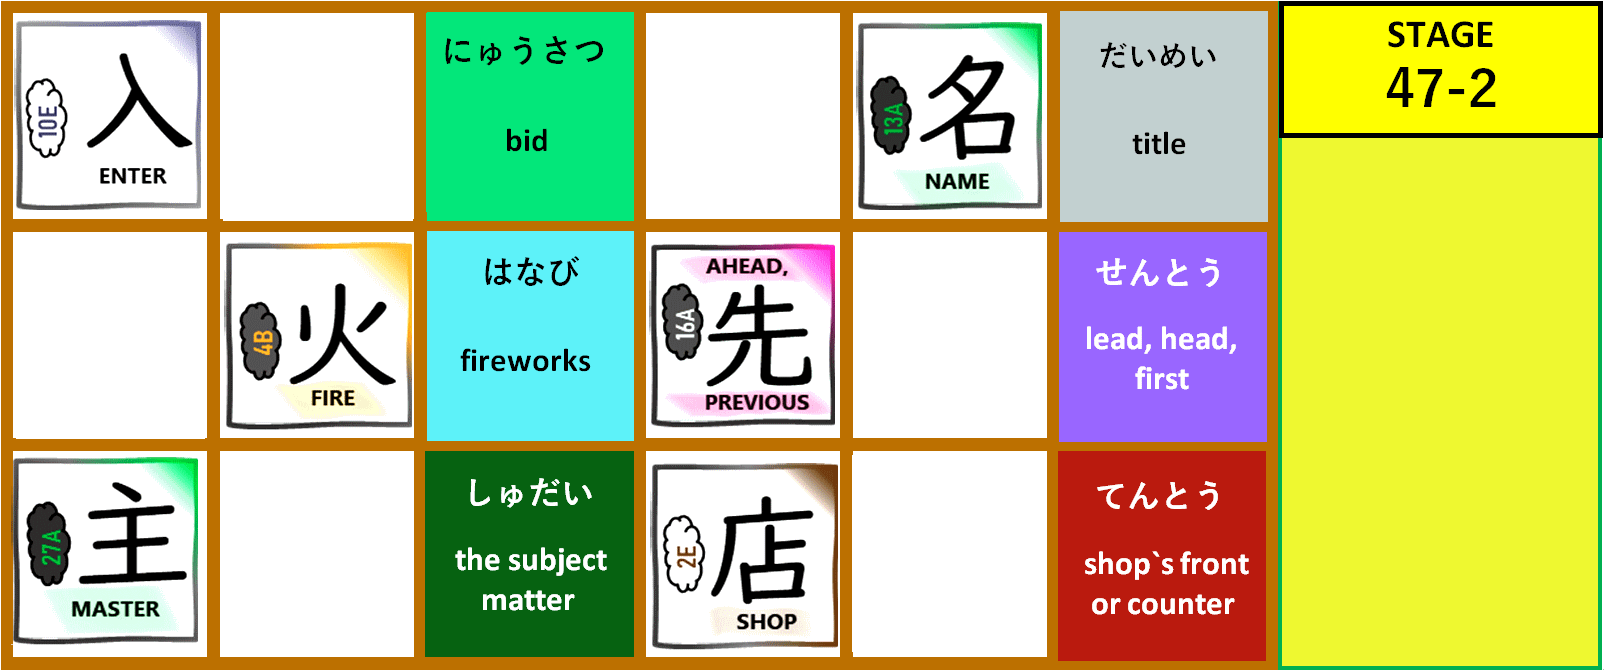 10E
入
ENTER
にゅうさつ
bid
13A
名
NAME
だいめい
title
STAGE
47-2
4B
火
FIRE
はなび
fireworks
AHEAD,
16A
先
PREVIOUS
せんとう
lead, head,
first
27A
主
MASTER
しゅだい
the subject
matter
2E
店
SHOP
てんとう
shop`s front
or counter